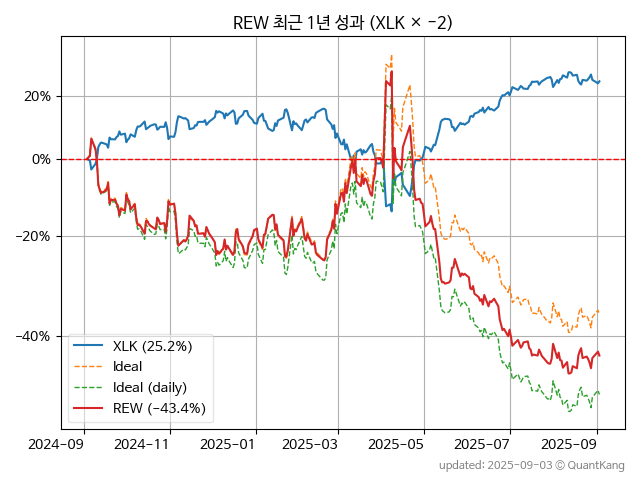 REW 최근 1년 성과 (XLK × −2)
20%
0%
−20%
−40%
XLK (25.2%)
Ideal
Ideal (daily)
REW (−43.4%)
2024-09 2024-11 2025-01 2025-03 2025-05 2025-07 2025-09
updated: 2025-09-03 © QuantKang